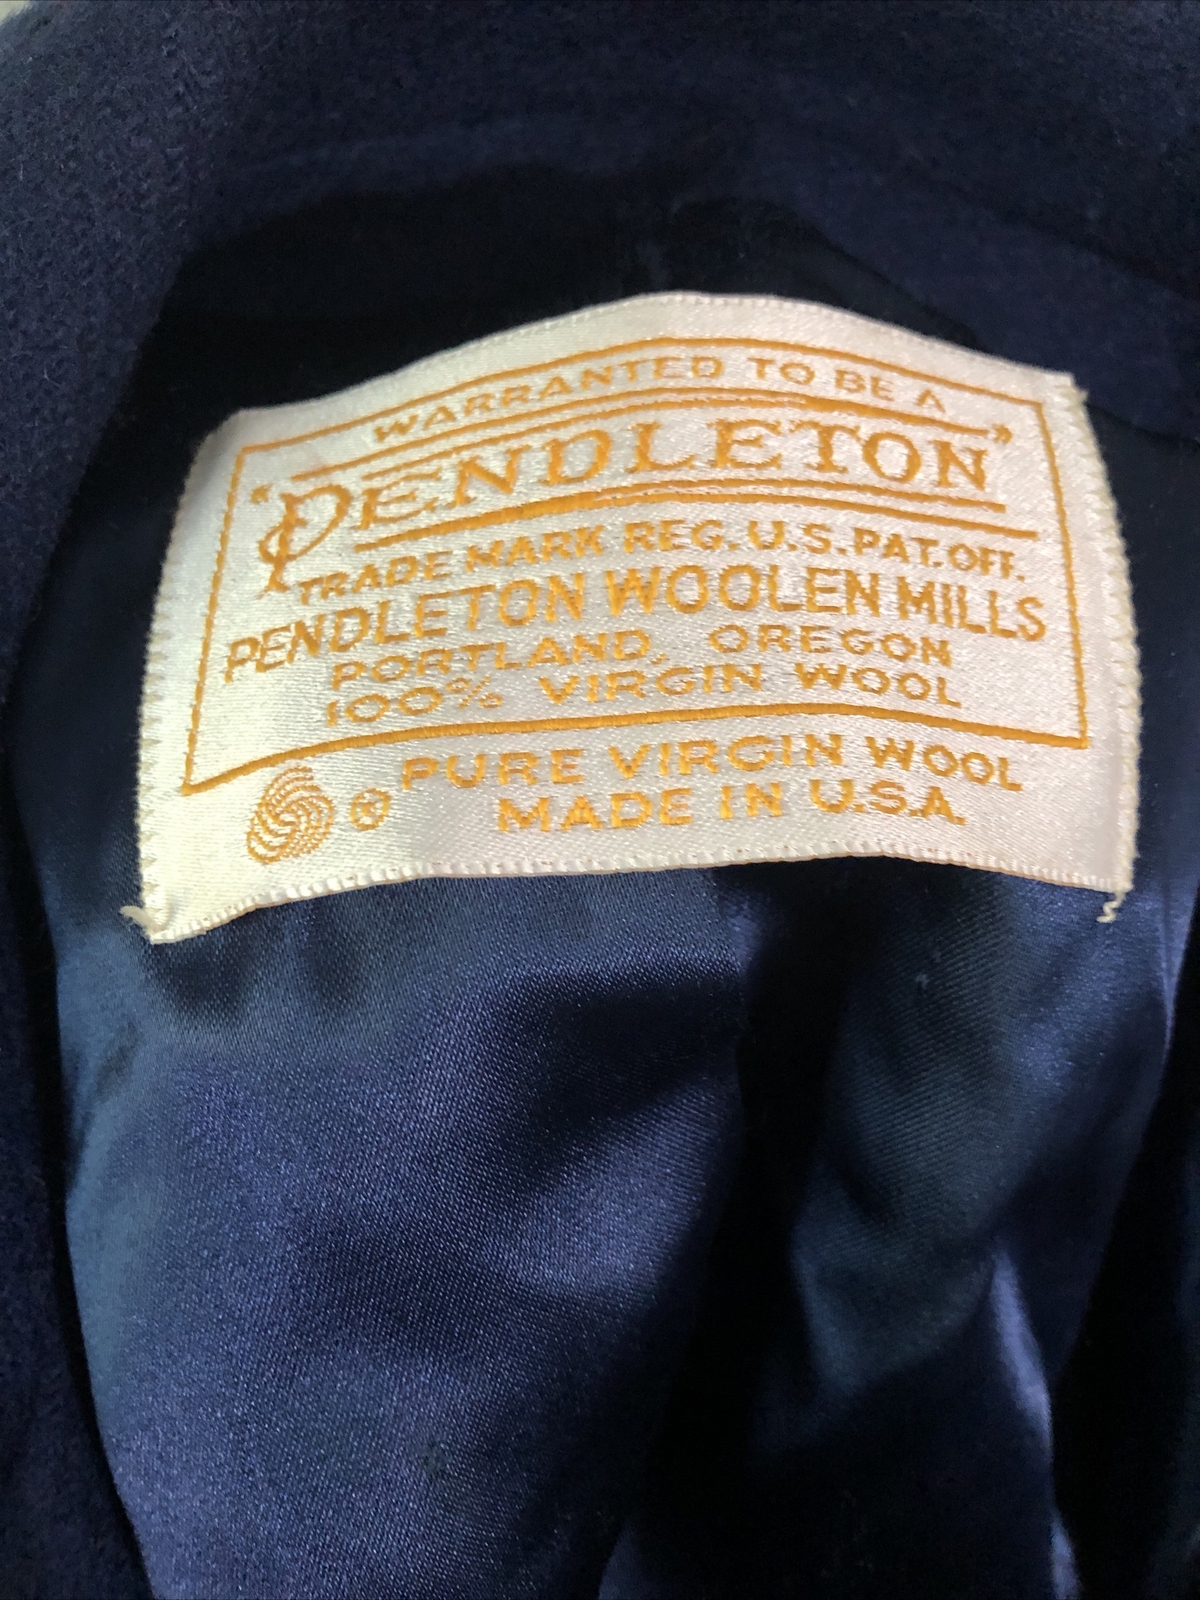 WARRANTED TO BE A
"PENDLETON"
TRADE MARK REG. U.S. PAT. OFF.
PENDLETON WOOLEN MILLS
PORTLAND, OREGON
100% VIRGIN WOOL
® PURE VIRGIN WOOL
MADE IN U.S.A.